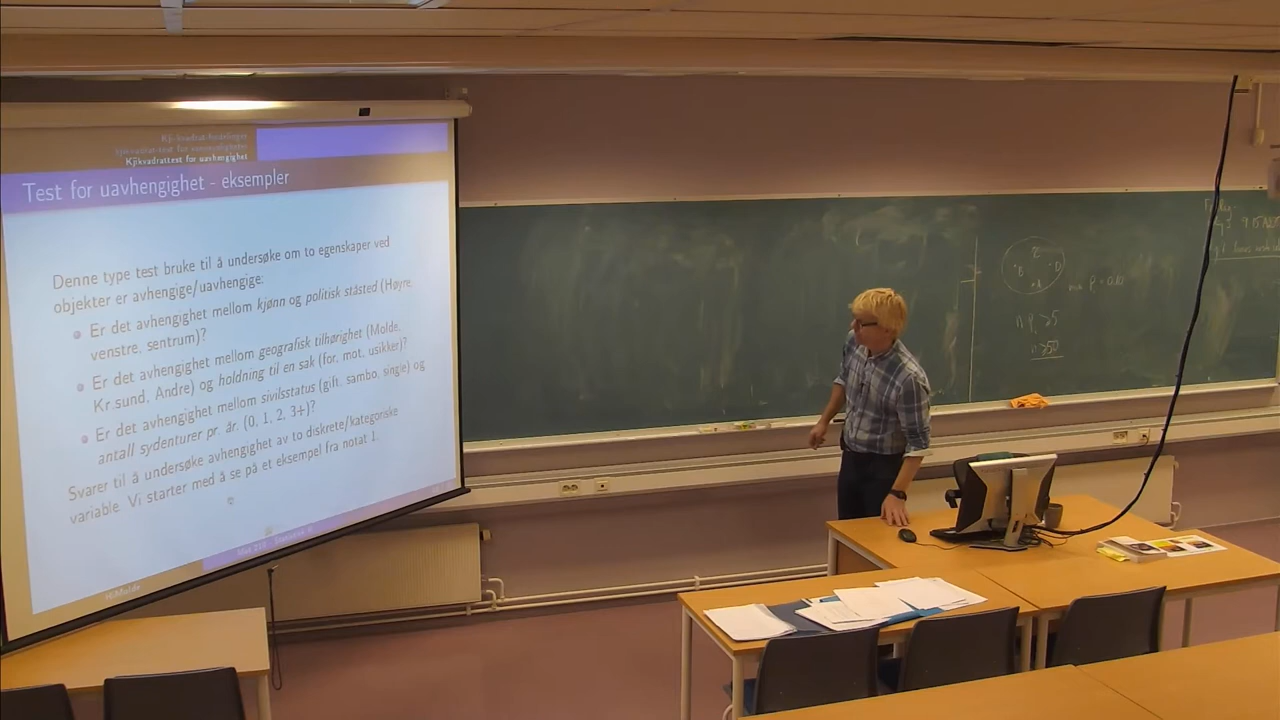 Kji-kvadrat-fordelingen
Kjikvadrattest for uavhengighet
Test for uavhengighet - eksempler
Denne type test bruke til å undersøke om to egenskaper ved
objekter er avhengige/uavhengige:
Er det avhengighet mellom kjønn og politisk ståsted (Høyre,
venstre, sentrum)?
Er det avhengighet mellom geografisk tilhørighet (Molde,
Kr.sund, Andre) og holdning til en sak (for, mot, usikker)?
Er det avhengighet mellom sivilsstatus (gift, sambo, single) og
antall sydenturer pr. år. (0, 1, 2, 3+)?
Svarer til å undersøke avhengighet av to diskrete/kategoriske
variable. Vi starter med å se på et eksempel fra notat 1.
HiMolde